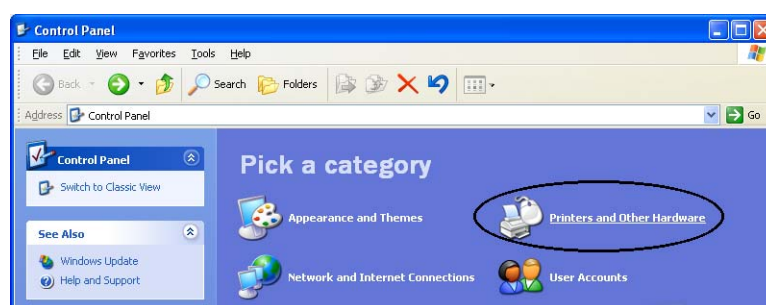 Control Panel
File Edit View Favorites Tools Help
Back Search Folders
Address Control Panel Go
Control Panel
Switch to Classic View
See Also
Windows Update
Help and Support
Pick a category
Appearance and Themes Printers and Other Hardware
Network and Internet Connections User Accounts